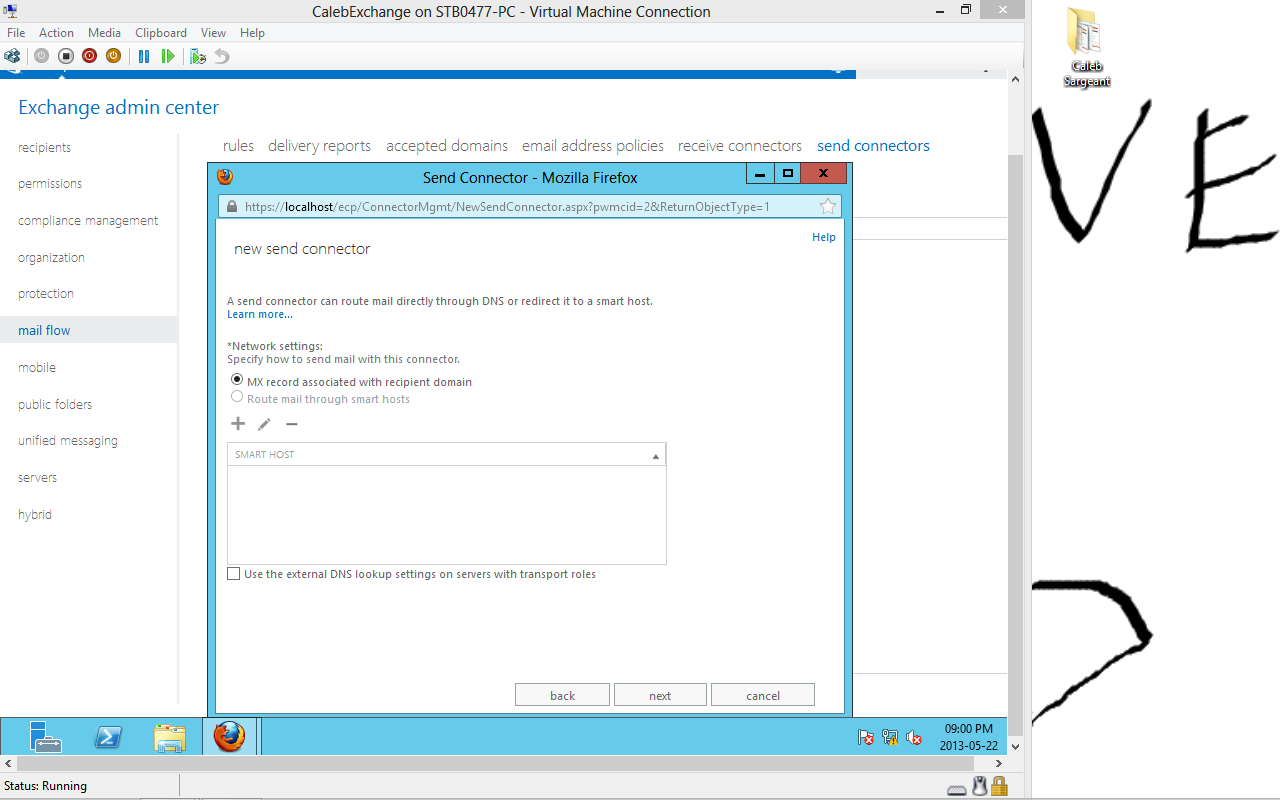 CalebExchange on STB0477-PC - Virtual Machine Connection
File Action Media Clipboard View Help
Caleb
Sargeant
VE
Exchange admin center
recipients
permissions
compliance management
organization
protection
mail flow
mobile
public folders
unified messaging
servers
hybrid
rules delivery reports accepted domains email address policies receive connectors send connectors
Send Connector - Mozilla Firefox
https://localhost/ecp/ConnectorMgmt/NewSendConnector.aspx?pwmcid=2&ReturnObjectType=1
Help
new send connector
A send connector can route mail directly through DNS or redirect it to a smart host.
Learn more...
*Network settings:
Specify how to send mail with this connector.
MX record associated with recipient domain
Route mail through smart hosts
SMART HOST
Use the external DNS lookup settings on servers with transport roles
back next cancel
09:00 PM
2013-05-22
Status: Running